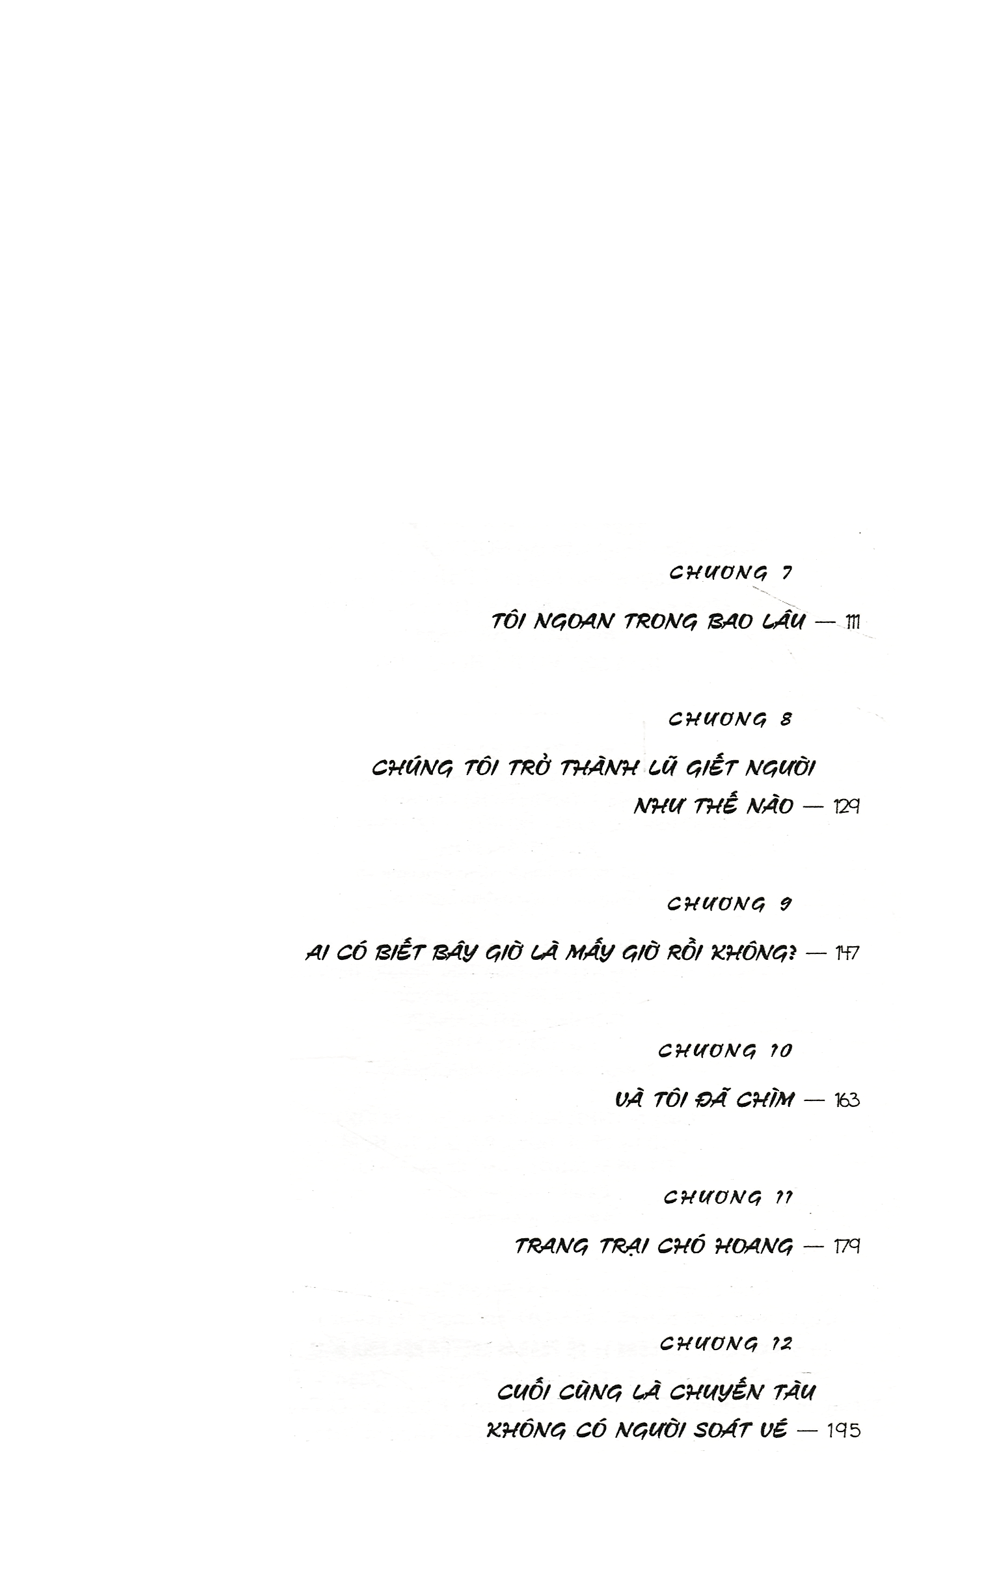 CHƯƠNG 7
TÔI NGOAN TRONG BAO LÂU — 111
CHƯƠNG 8
CHÚNG TÔI TRỞ THÀNH LŨ GIẾT NGƯỜI
NHƯ THẾ NÀO — 129
CHƯƠNG 9
AI CÓ BIẾT BÂY GIỜ LÀ MẤY GIỜ RỒI KHÔNG? — 147
CHƯƠNG 10
VÀ TÔI ĐÃ CHÌM — 163
CHƯƠNG 11
TRANG TRẠI CHÓ HOANG — 179
CHƯƠNG 12
CUỐI CÙNG LÀ CHUYẾN TÀU
KHÔNG CÓ NGƯỜI SOÁT VÉ — 195